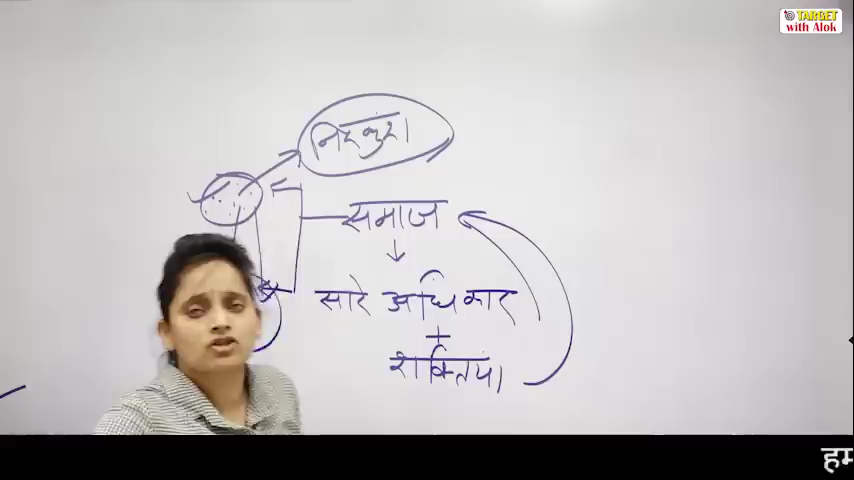 TARGET
with Alok
निरंकुश
समाज
सारे अधिकार
+
शक्तियां
हम